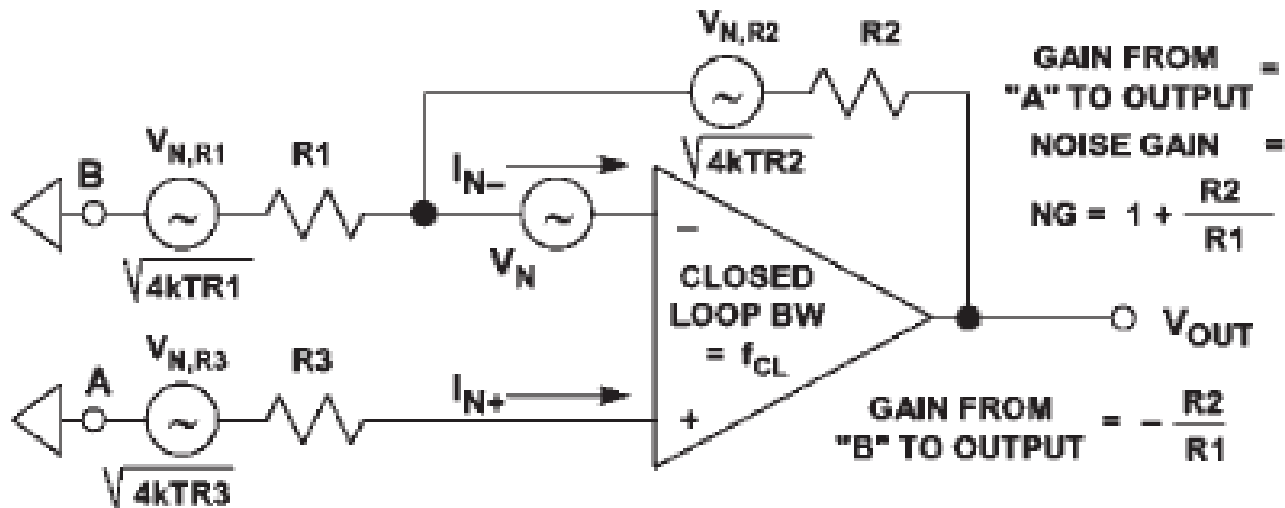 V_N,R2
R2
GAIN FROM "A" TO OUTPUT =
√4kTR2
NOISE GAIN =
NG = 1 + R2/R1
B
V_N,R1
R1
√4kTR1
I_N–
V_N
–
CLOSED
LOOP BW
= f_CL
+
V_OUT
A
V_N,R3
R3
√4kTR3
I_N+
GAIN FROM "B" TO OUTPUT = – R2/R1